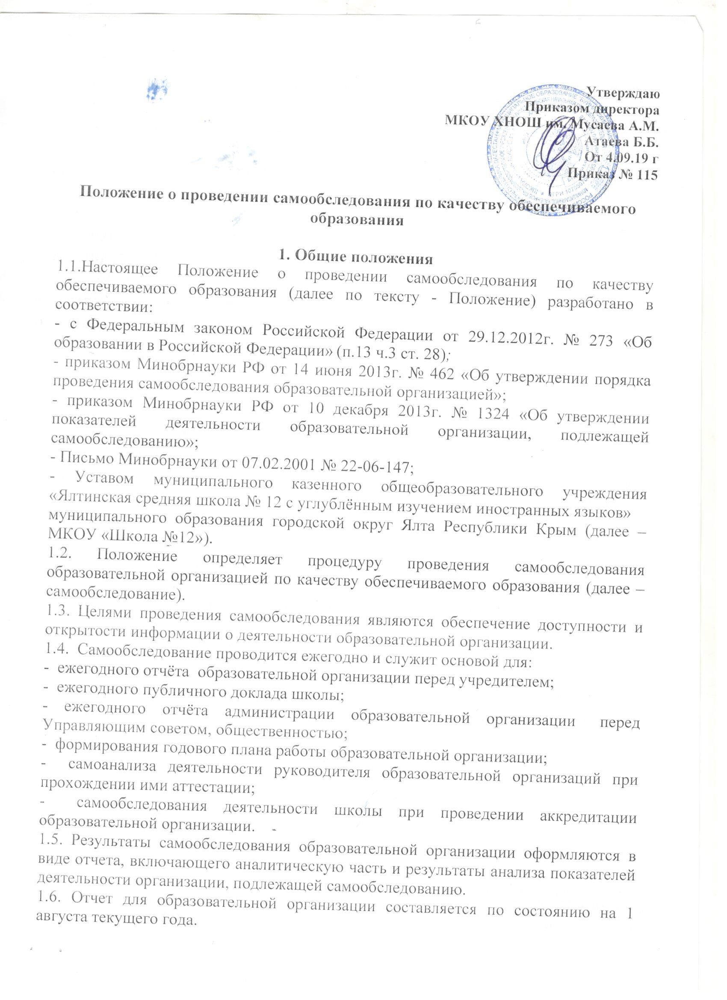 Утверждаю
Приказом директора
МКОУ ХНОШ им. Мусаева А.М.
Атаева Б.Б.
От 4.09.19 г
Приказ № 115
Положение о проведении самообследования по качеству обеспечиваемого
образования
1. Общие положения
1.1.Настоящее Положение о проведении самообследования по качеству
обеспечиваемого образования (далее по тексту - Положение) разработано в
соответствии:
- с Федеральным законом Российской Федерации от 29.12.2012г. № 273 «Об
образовании в Российской Федерации» (п.13 ч.3 ст. 28);
- приказом Минобрнауки РФ от 14 июня 2013г. № 462 «Об утверждении порядка
проведения самообследования образовательной организацией»;
- приказом Минобрнауки РФ от 10 декабря 2013г. № 1324 «Об утверждении
показателей деятельности образовательной организации, подлежащей
самообследованию»;
- Письмо Минобрнауки от 07.02.2001 № 22-06-147;
- Уставом муниципального казенного общеобразовательного учреждения
«Ялтинская средняя школа № 12 с углублённым изучением иностранных языков»
муниципального образования городской округ Ялта Республики Крым (далее –
МКОУ «Школа №12»).
1.2. Положение определяет процедуру проведения самообследования
образовательной организацией по качеству обеспечиваемого образования (далее –
самообследование).
1.3. Целями проведения самообследования являются обеспечение доступности и
открытости информации о деятельности образовательной организации.
1.4. Самообследование проводится ежегодно и служит основой для:
- ежегодного отчёта образовательной организации перед учредителем;
- ежегодного публичного доклада школы;
- ежегодного отчёта администрации образовательной организации перед
Управляющим советом, общественностью;
- формирования годового плана работы образовательной организации;
- самоанализа деятельности руководителя образовательной организаций при
прохождении ими аттестации;
- самообследования деятельности школы при проведении аккредитации
образовательной организации.
1.5. Результаты самообследования образовательной организации оформляются в
виде отчета, включающего аналитическую часть и результаты анализа показателей
деятельности организации, подлежащей самообследованию.
1.6. Отчет для образовательной организации составляется по состоянию на 1
августа текущего года.